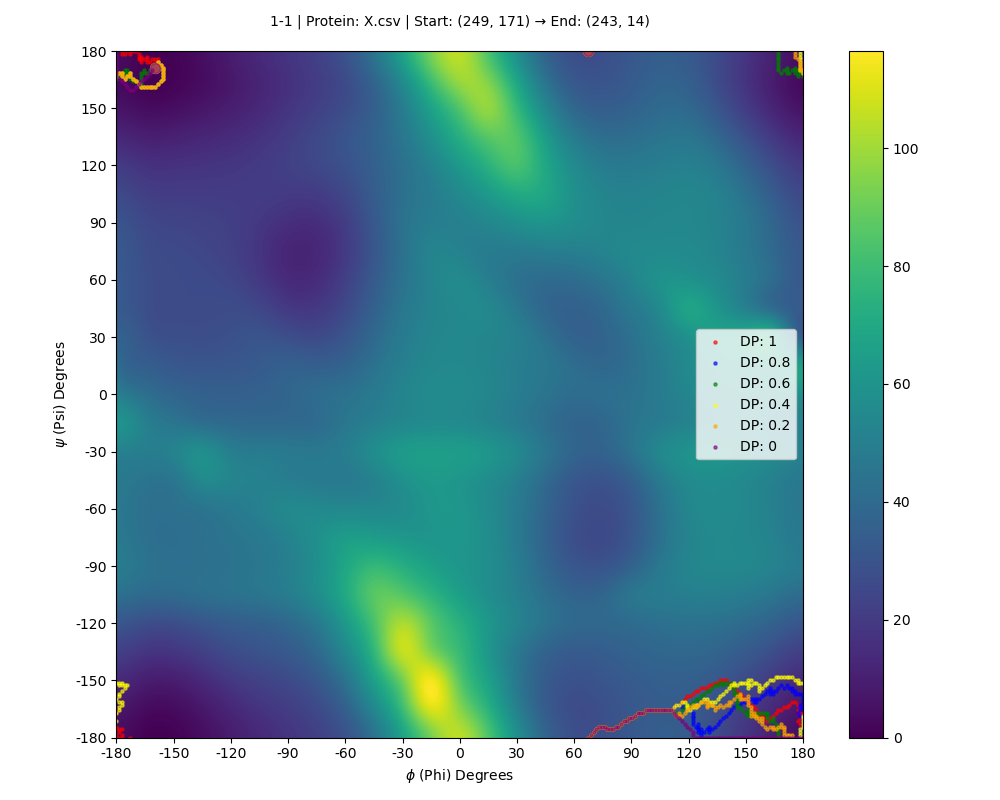 1-1 | Protein: X.csv | Start: (249, 171) → End: (243, 14)
180
150
120
90
60
30
0
-30
-60
-90
-120
-150
-180
ψ (Psi) Degrees
-180 -150 -120 -90 -60 -30 0 30 60 90 120 150 180
ϕ (Phi) Degrees
DP: 1
DP: 0.8
DP: 0.6
DP: 0.4
DP: 0.2
DP: 0
100
80
60
40
20
0